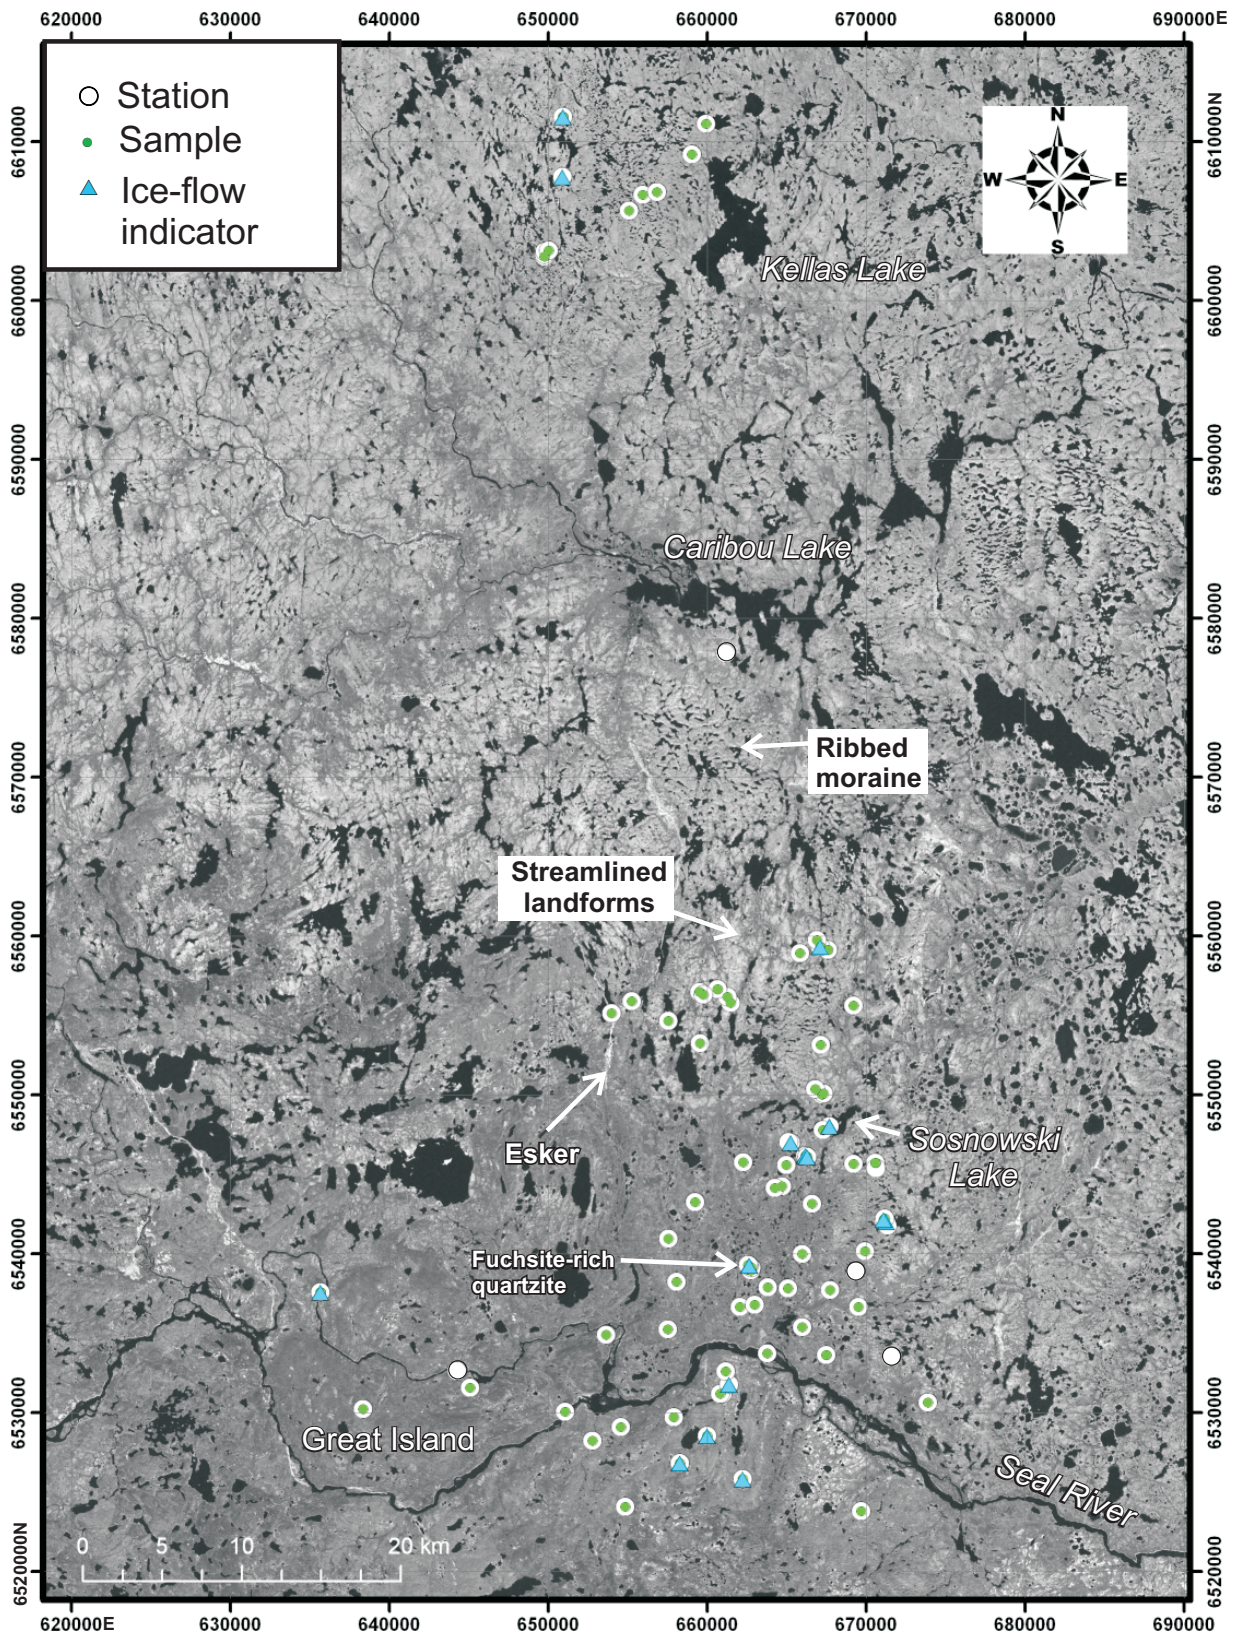 620000 630000 640000 650000 660000 670000 680000 690000E
Station
Sample
Ice-flow
indicator
N
W E
S
6610000 6610000N
Kellas Lake
6600000 6600000
6590000 6590000
Caribou Lake
6580000 6580000
Ribbed
moraine
6570000 6570000
Streamlined
landforms
6560000 6560000
6550000 6550000
Esker
Sosnowski
Lake
6540000 6540000
Fuchsite-rich
quartzite
6530000 6530000
Great Island
Seal River
0 5 10 20 km
6520000N 6520000
620000E 630000 640000 650000 660000 670000 680000 690000